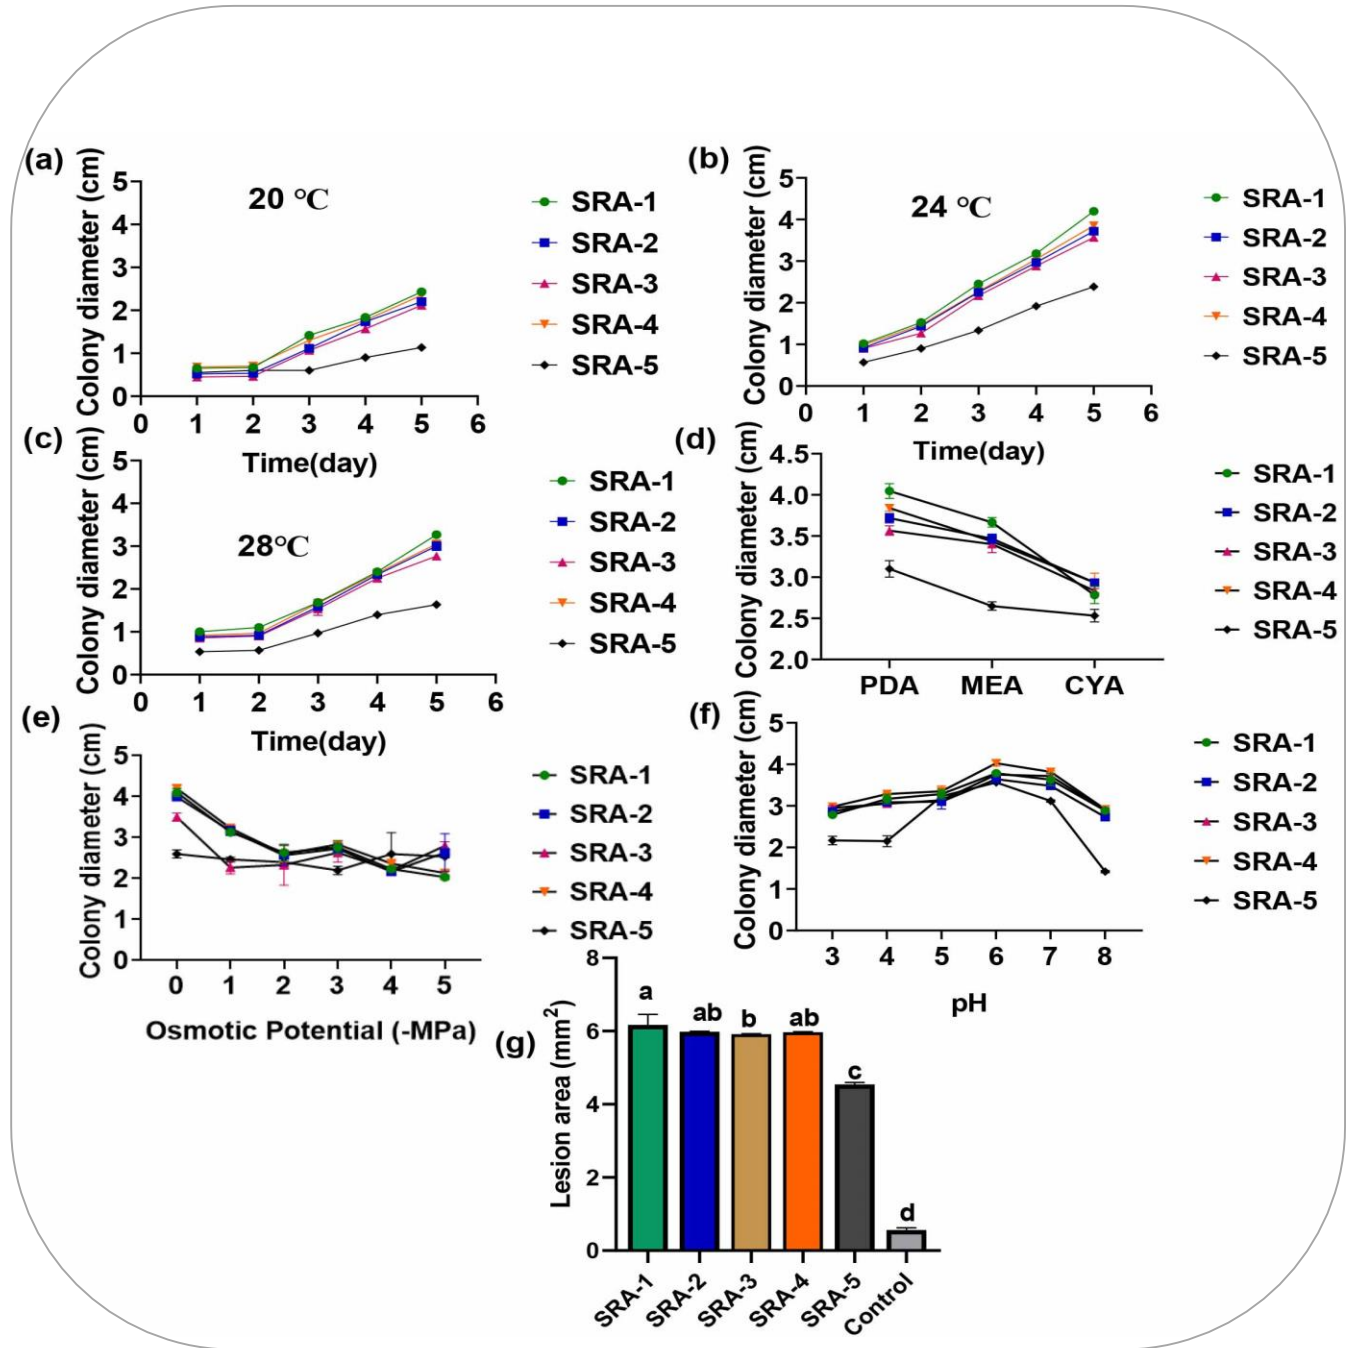 (a)
Colony diameter (cm)
5
4
3
2
1
0
20 °C
0 1 2 3 4 5 6
Time(day)
SRA-1
SRA-2
SRA-3
SRA-4
SRA-5
(b)
Colony diameter (cm)
5
4
3
2
1
0
24 °C
0 1 2 3 4 5 6
Time(day)
SRA-1
SRA-2
SRA-3
SRA-4
SRA-5
(c)
Colony diameter (cm)
5
4
3
2
1
0
28°C
0 1 2 3 4 5 6
Time(day)
SRA-1
SRA-2
SRA-3
SRA-4
SRA-5
(d)
Colony diameter (cm)
4.5
4.0
3.5
3.0
2.5
2.0
PDA MEA CYA
SRA-1
SRA-2
SRA-3
SRA-4
SRA-5
(e)
Colony diameter (cm)
5
4
3
2
1
0
0 1 2 3 4 5
Osmotic Potential (-MPa)
SRA-1
SRA-2
SRA-3
SRA-4
SRA-5
(f)
Colony diameter (cm)
5
4
3
2
1
0
3 4 5 6 7 8
pH
SRA-1
SRA-2
SRA-3
SRA-4
SRA-5
(g)
Lesion area (mm²)
8
6
4
2
0
a ab b ab c d
SRA-1 SRA-2 SRA-3 SRA-4 SRA-5 Control